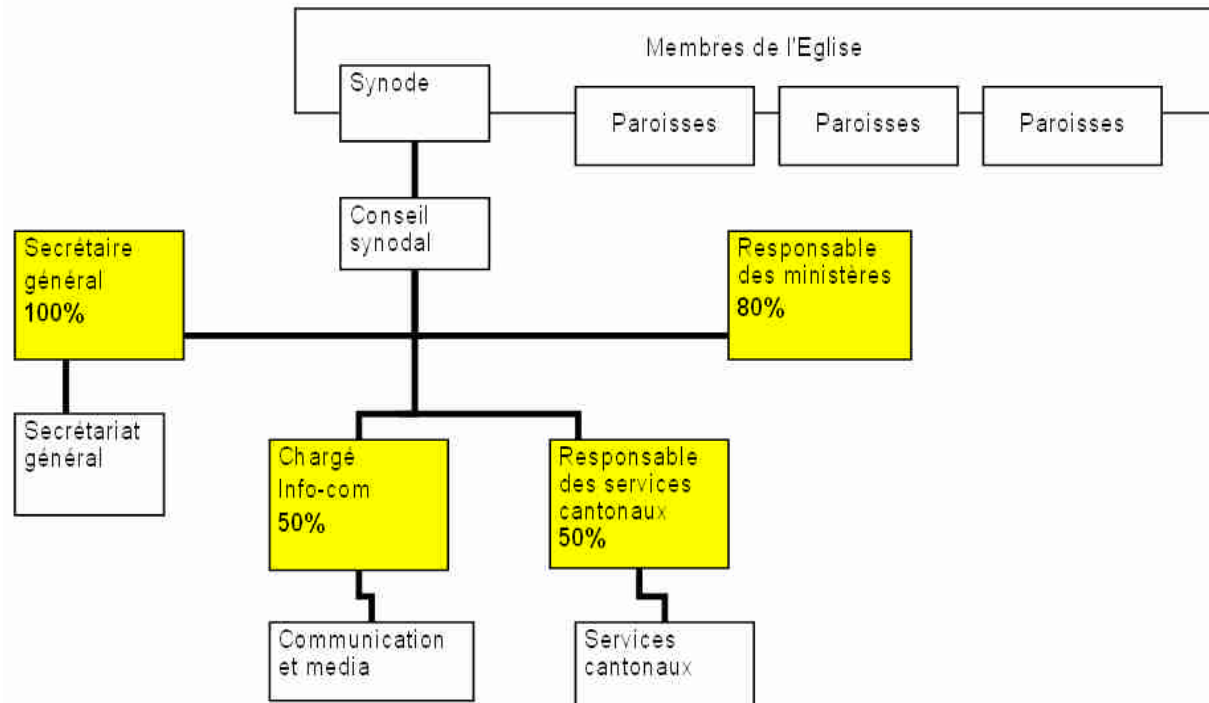 Membres de l'Eglise
Synode
Paroisses
Paroisses
Paroisses
Conseil
synodal
Secrétaire
général
100%
Responsable
des ministères
80%
Secrétariat
général
Chargé
Info-com
50%
Responsable
des services
cantonaux
50%
Communication
et media
Services
cantonaux